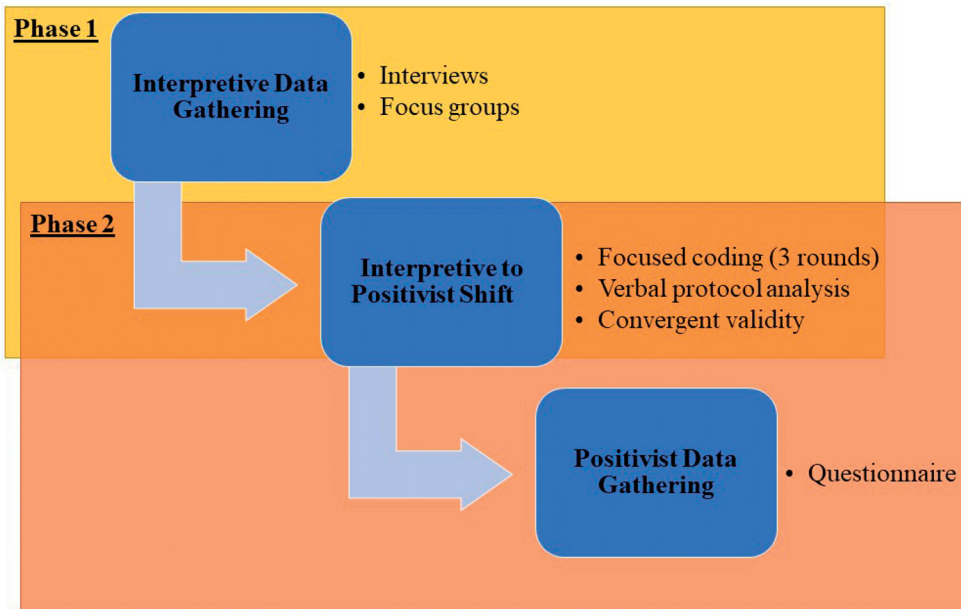 Phase 1
Interpretive Data
Gathering
• Interviews
• Focus groups
Phase 2
Interpretive to
Positivist Shift
• Focused coding (3 rounds)
• Verbal protocol analysis
• Convergent validity
Positivist Data
Gathering
• Questionnaire